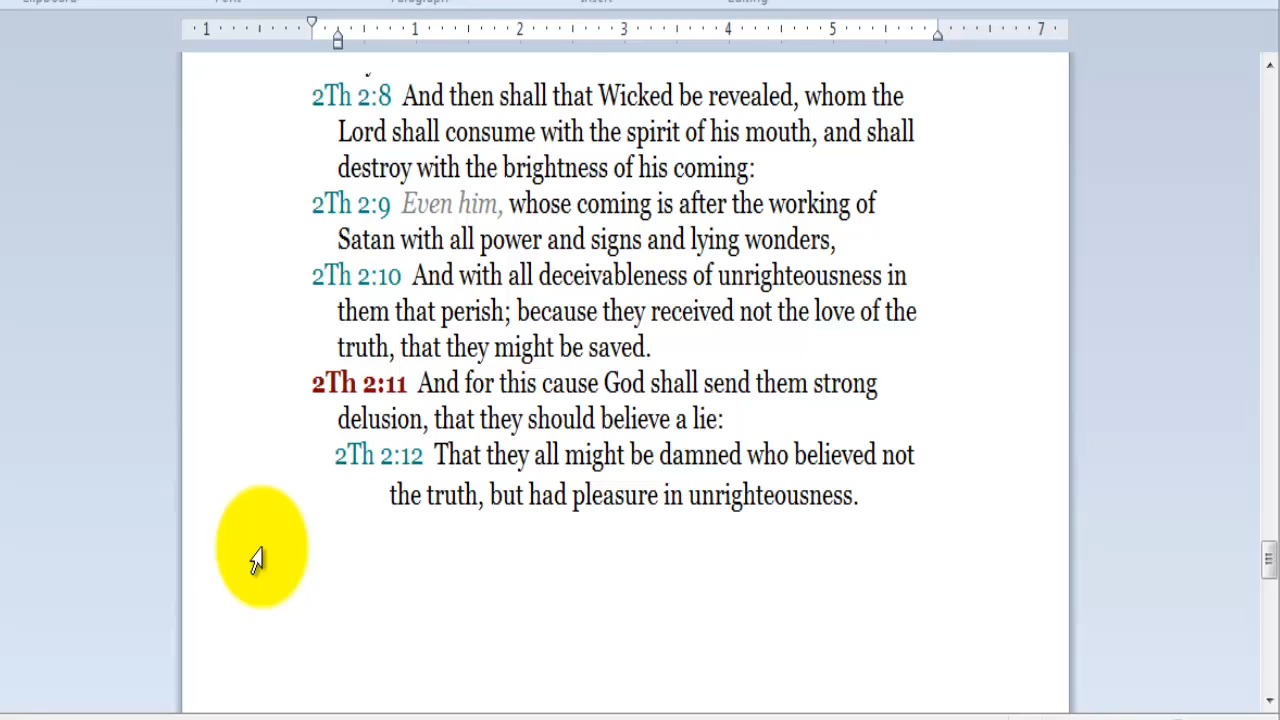 Clipboard Font Paragraph Insert Editing
1 1 2 3 4 5 7
2Th 2:8 And then shall that Wicked be revealed, whom the
Lord shall consume with the spirit of his mouth, and shall
destroy with the brightness of his coming:
2Th 2:9 Even him, whose coming is after the working of
Satan with all power and signs and lying wonders,
2Th 2:10 And with all deceivableness of unrighteousness in
them that perish; because they received not the love of the
truth, that they might be saved.
2Th 2:11 And for this cause God shall send them strong
delusion, that they should believe a lie:
2Th 2:12 That they all might be damned who believed not
the truth, but had pleasure in unrighteousness.